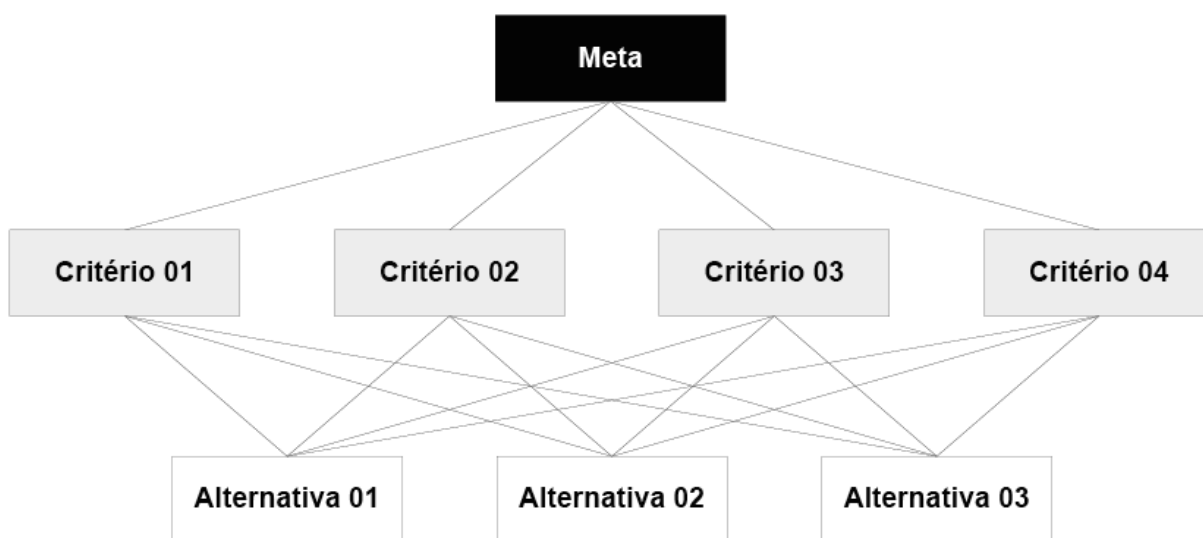 Meta
Critério 01
Critério 02
Critério 03
Critério 04
Alternativa 01
Alternativa 02
Alternativa 03